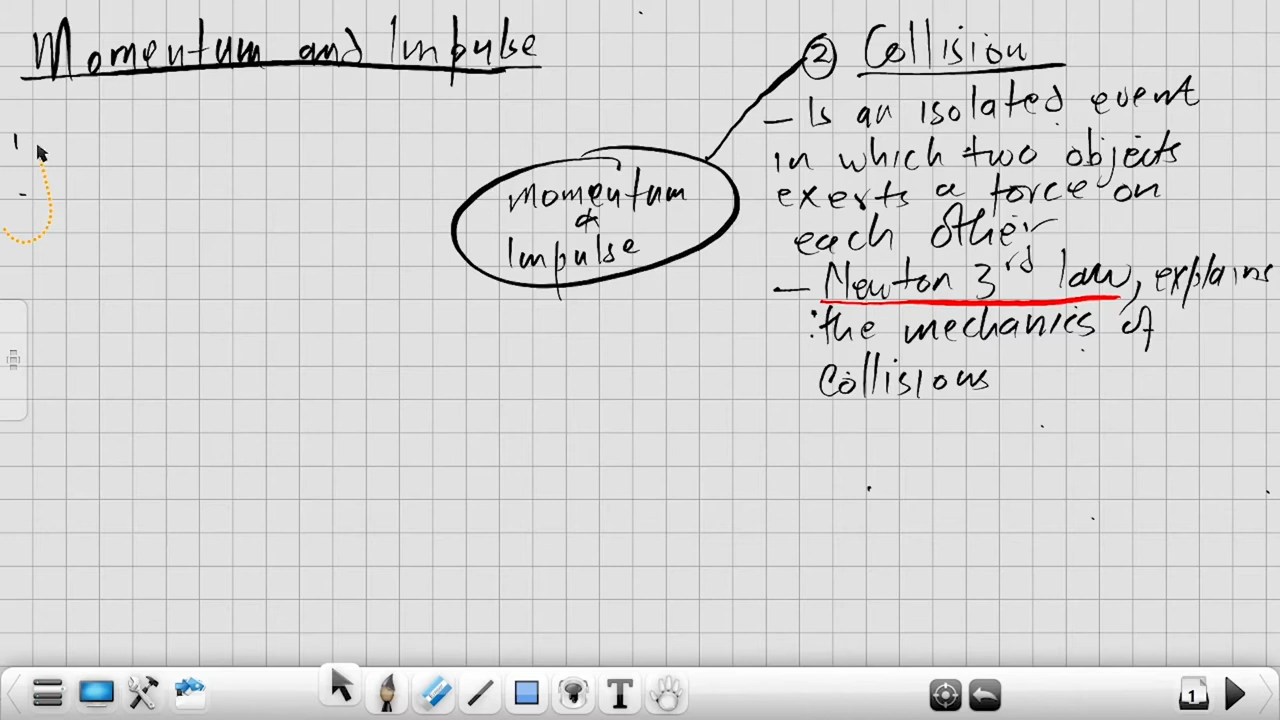 Momentum and Impulse
momentum
&
Impulse
② Collision
– Is an isolated event
in which two objects
exerts a force on
each other
– Newton 3rd law, explains
the mechanics of
Collisions
T
1